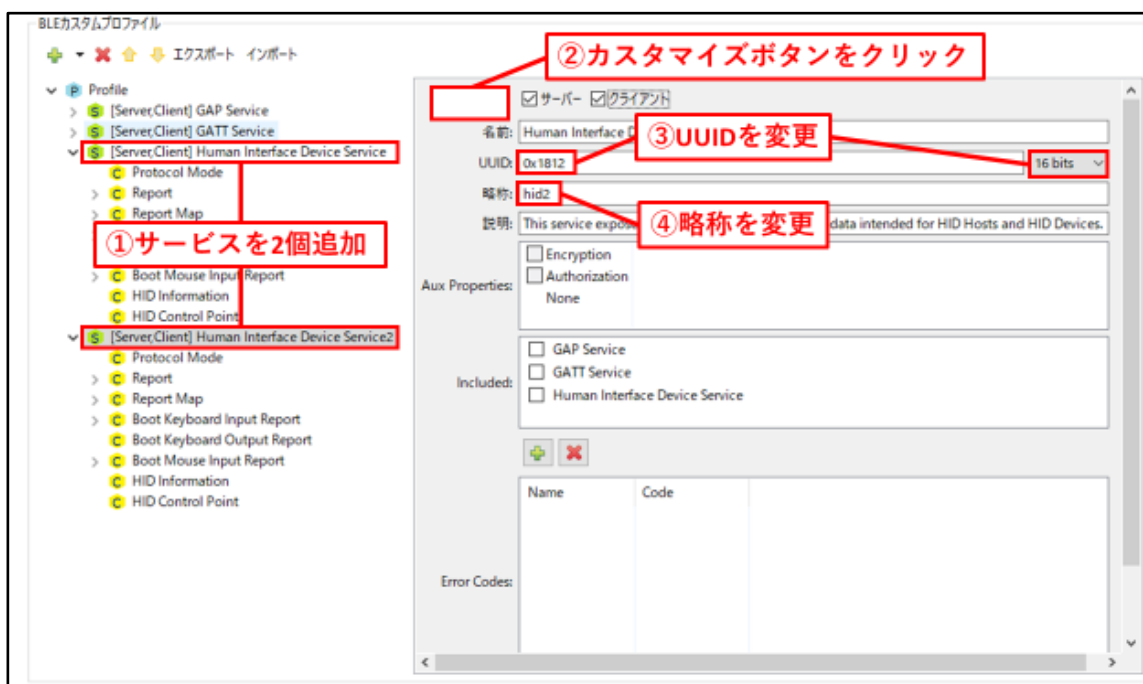 BLEカスタムプロファイル
エクスポート インポート
②カスタマイズボタンをクリック
Profile
[Server,Client] GAP Service
[Server,Client] GATT Service
[Server,Client] Human Interface Device Service
Protocol Mode
Report
Report Map
①サービスを2個追加
Boot Mouse Input Report
HID Information
HID Control Point
[Server,Client] Human Interface Device Service2
Protocol Mode
Report
Report Map
Boot Keyboard Input Report
Boot Keyboard Output Report
Boot Mouse Input Report
HID Information
HID Control Point
サーバー クライアント
名前: Human Interface D
③UUIDを変更
UUID: 0x1812 16 bits
略称: hid2
④略称を変更
説明: This service expose data intended for HID Hosts and HID Devices.
Aux Properties:
Encryption
Authorization
None
Included:
GAP Service
GATT Service
Human Interface Device Service
Name Code
Error Codes: